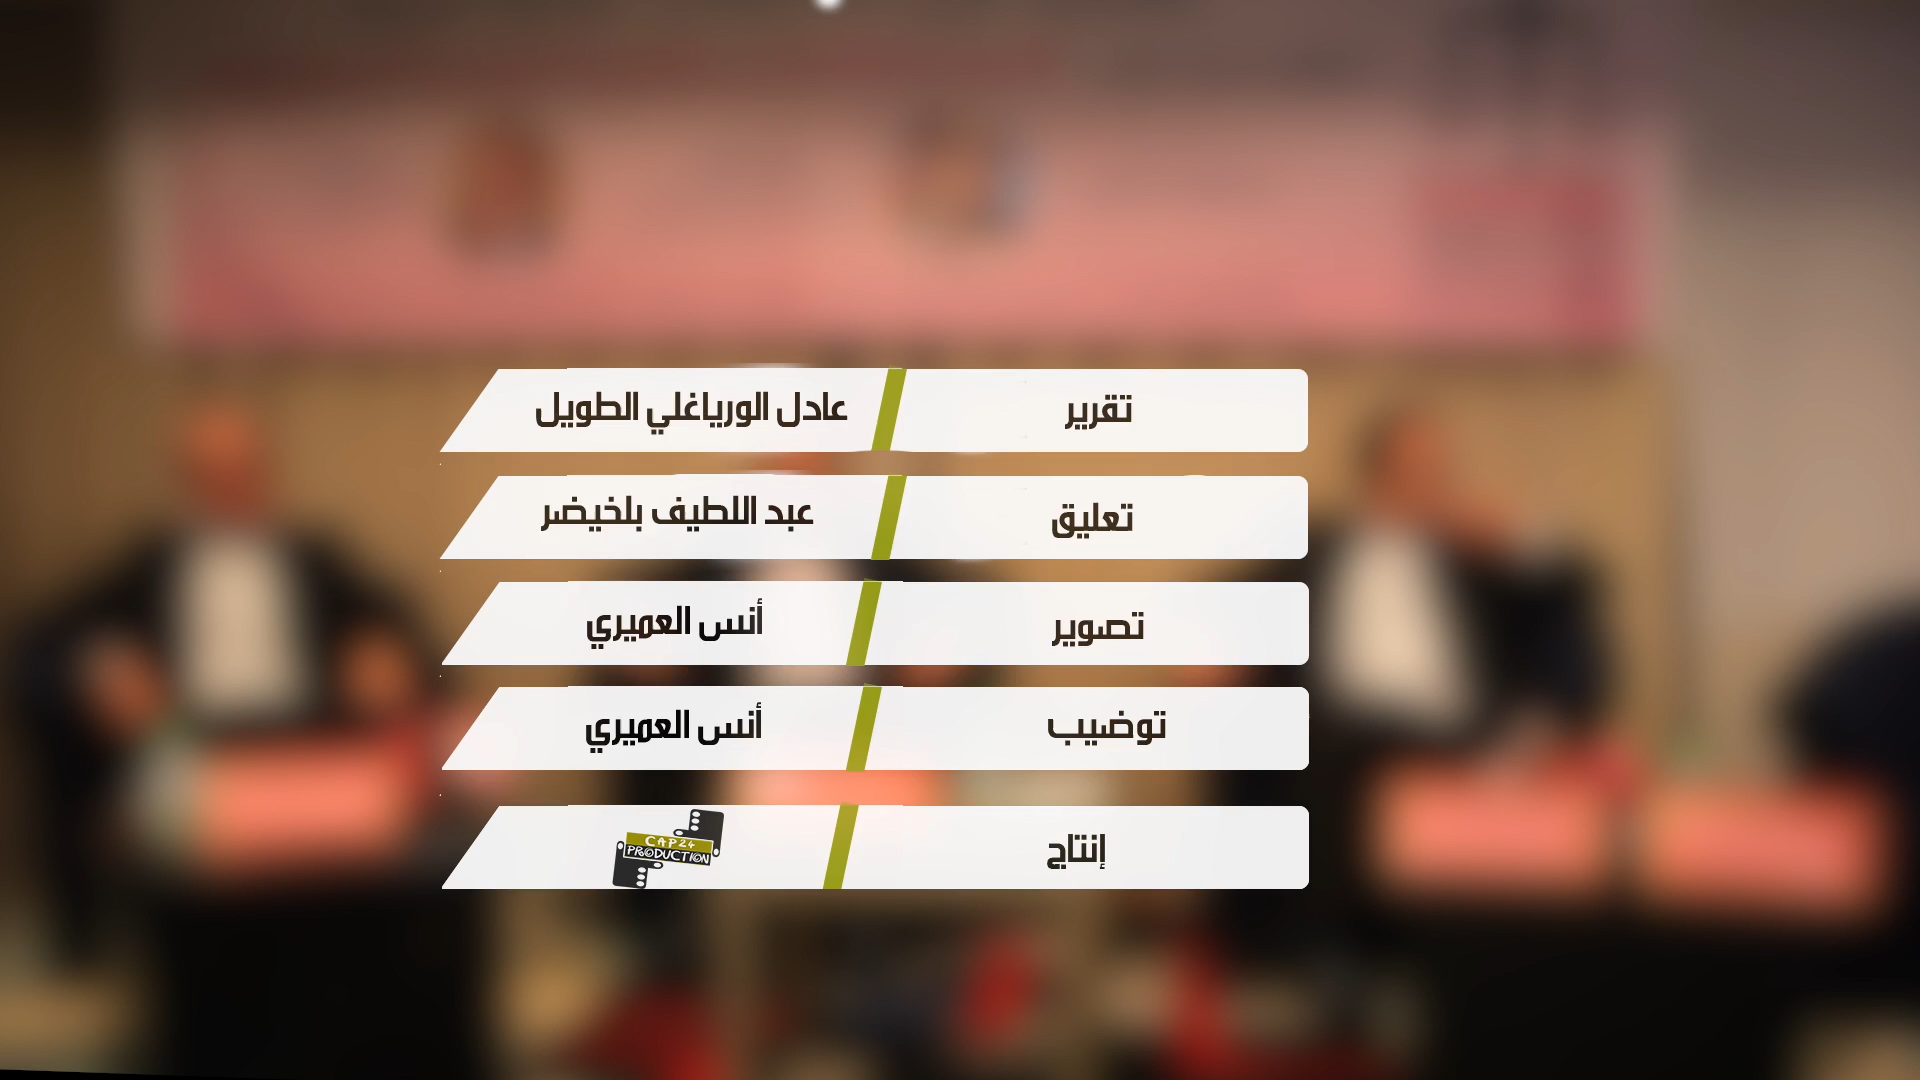 تقرير عادل الورياغلي الطويل
تعليق عبد اللطيف بلخيضر
تصوير أنس العميري
توضيب أنس العميري
إنتاج
CAP24
PRODUCTION